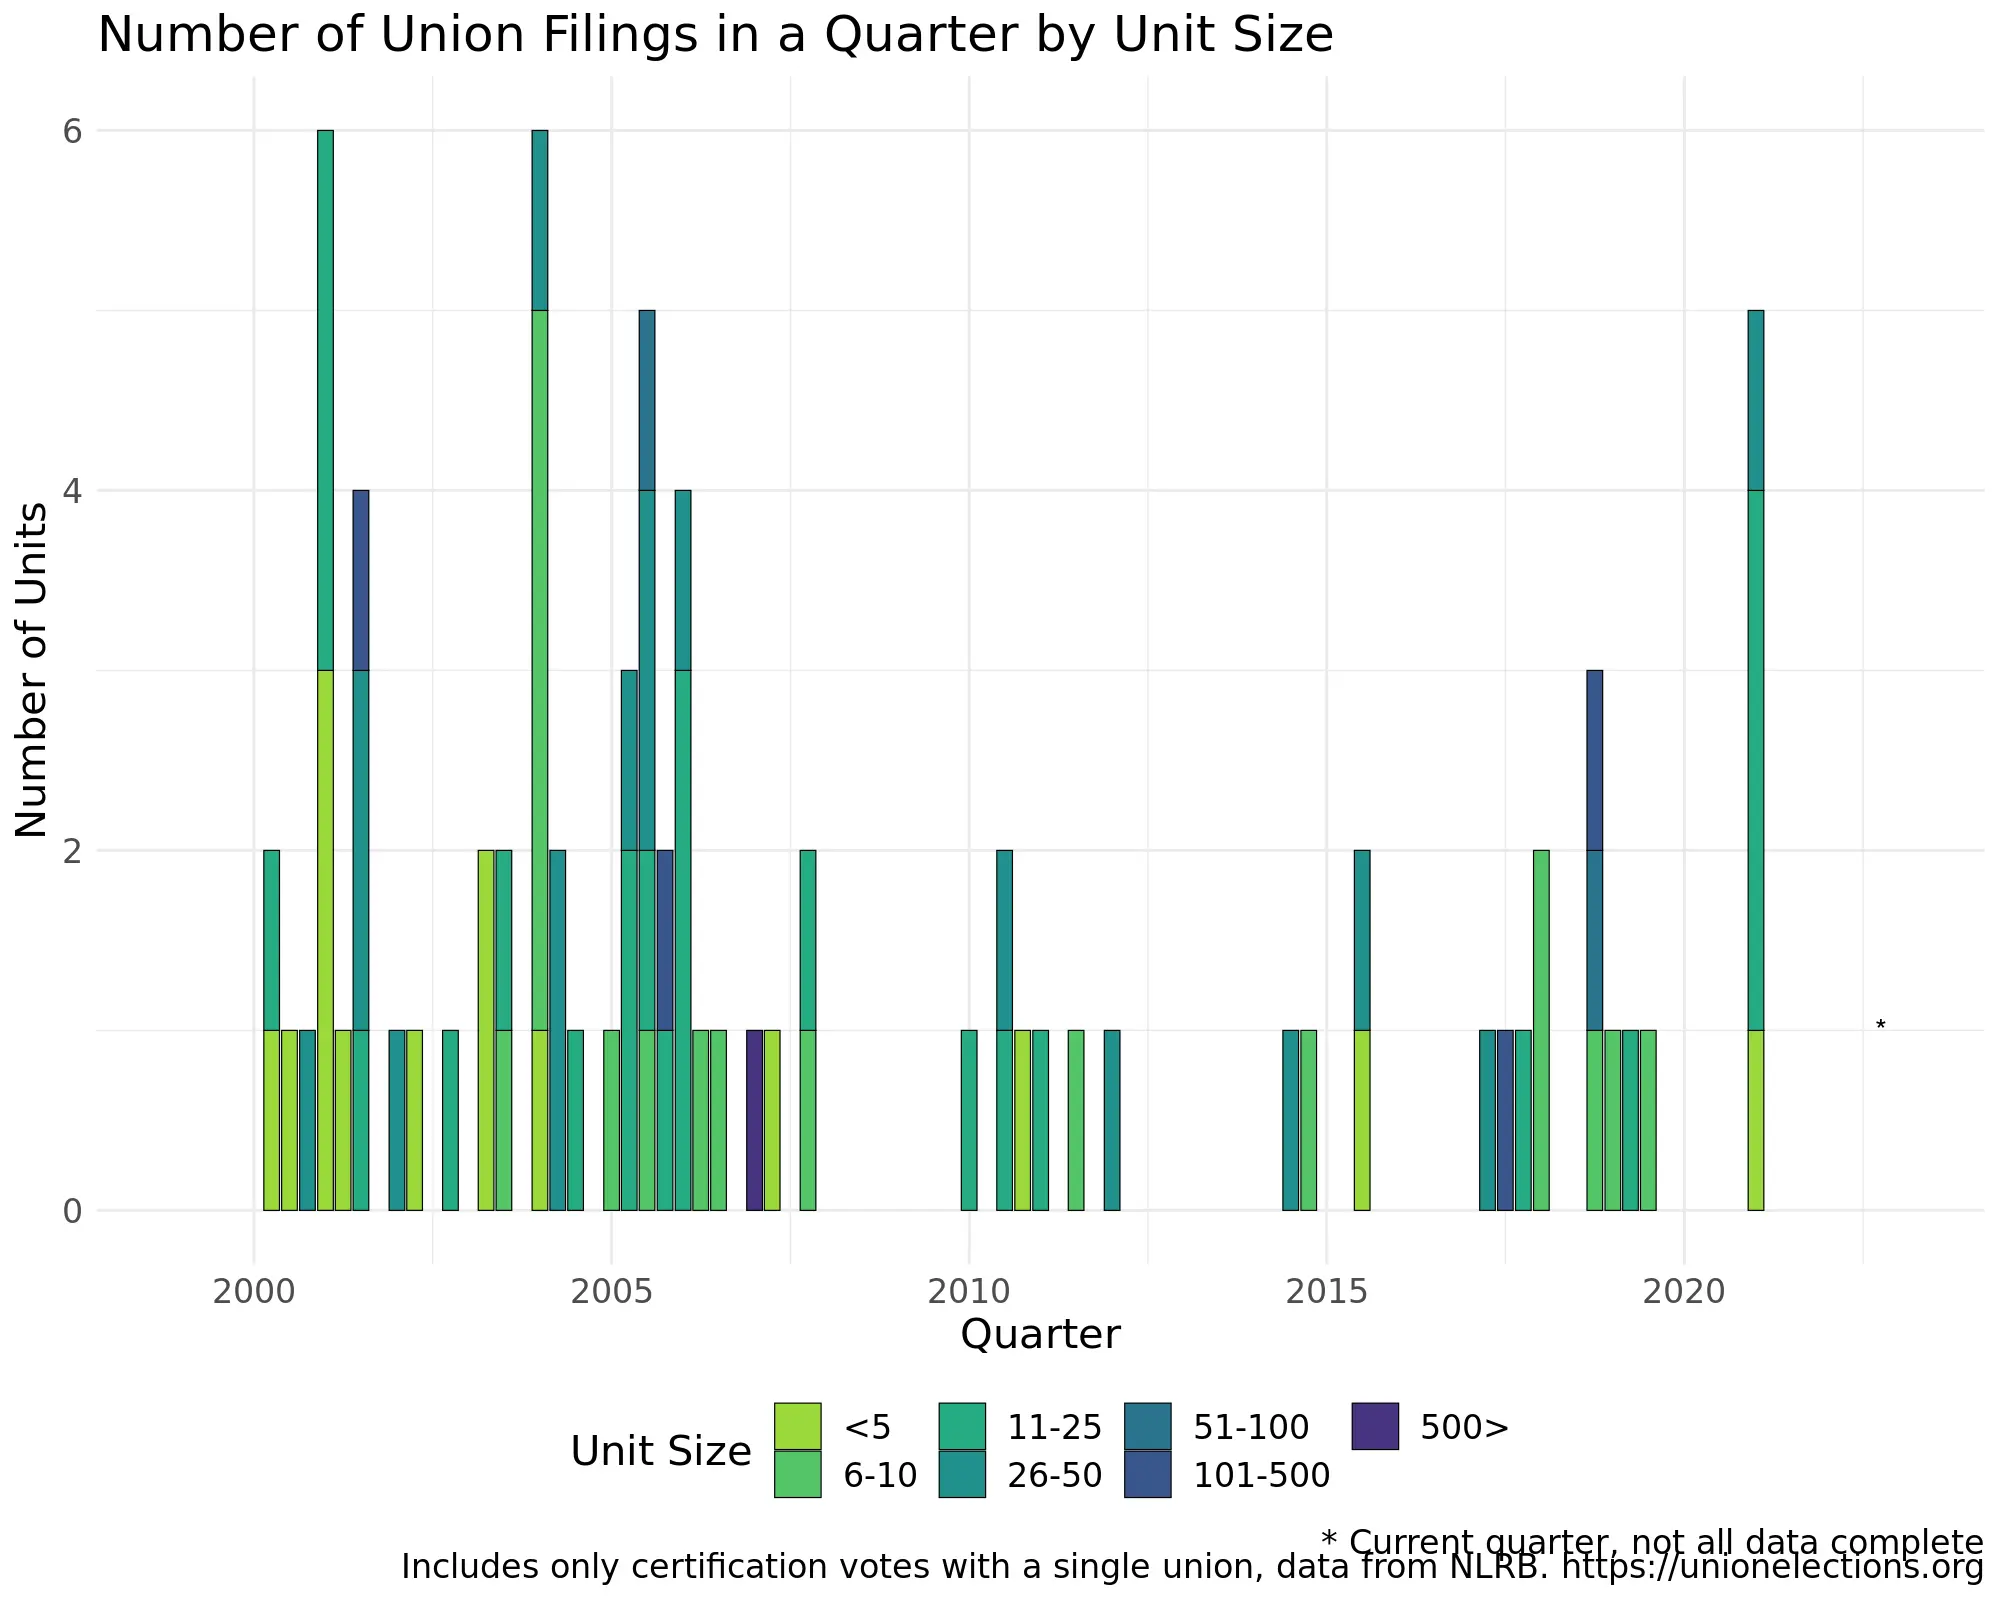 Number of Union Filings in a Quarter by Unit Size
Number of Units
6
4
2
0
2000 2005 2010 2015 2020
*
Quarter
Unit Size
<5 11-25 51-100 500>
6-10 26-50 101-500
* Current quarter, not all data complete
Includes only certification votes with a single union, data from NLRB. https://unionelections.org